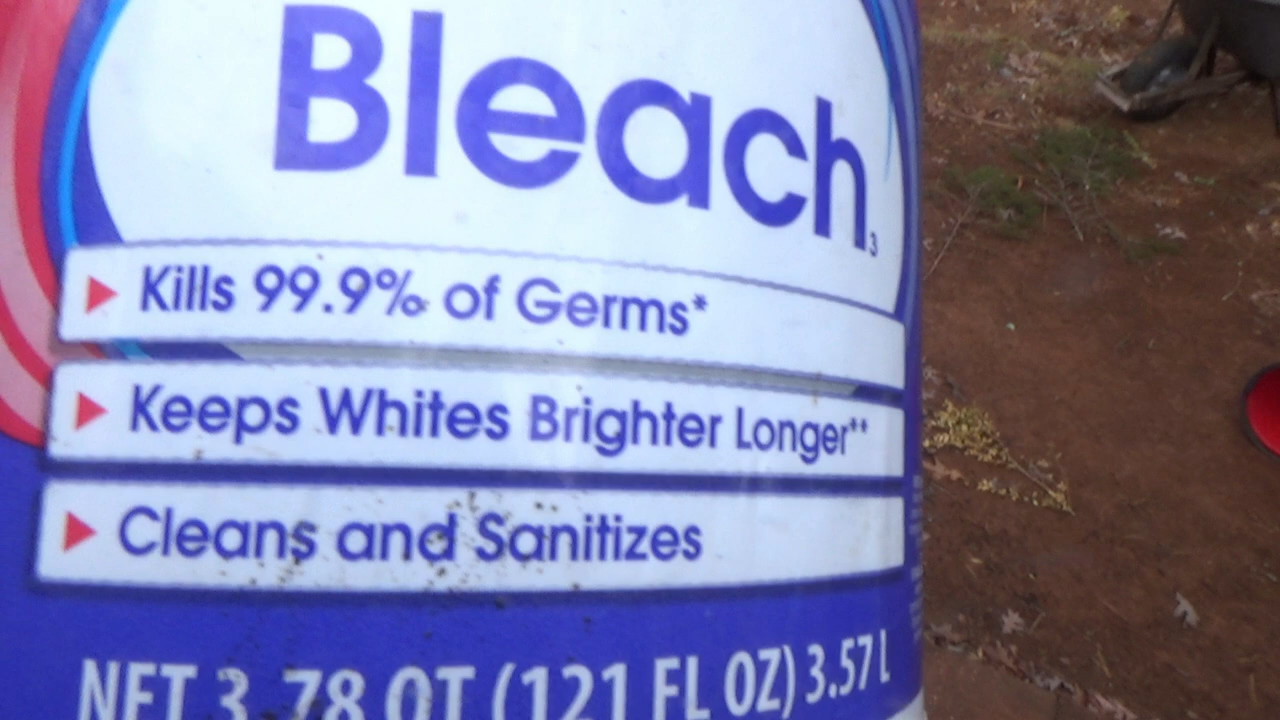 Bleach3
Kills 99.9% of Germs*
Keeps Whites Brighter Longer**
Cleans and Sanitizes
NET 3.78 QT (121 FL OZ) 3.57 L